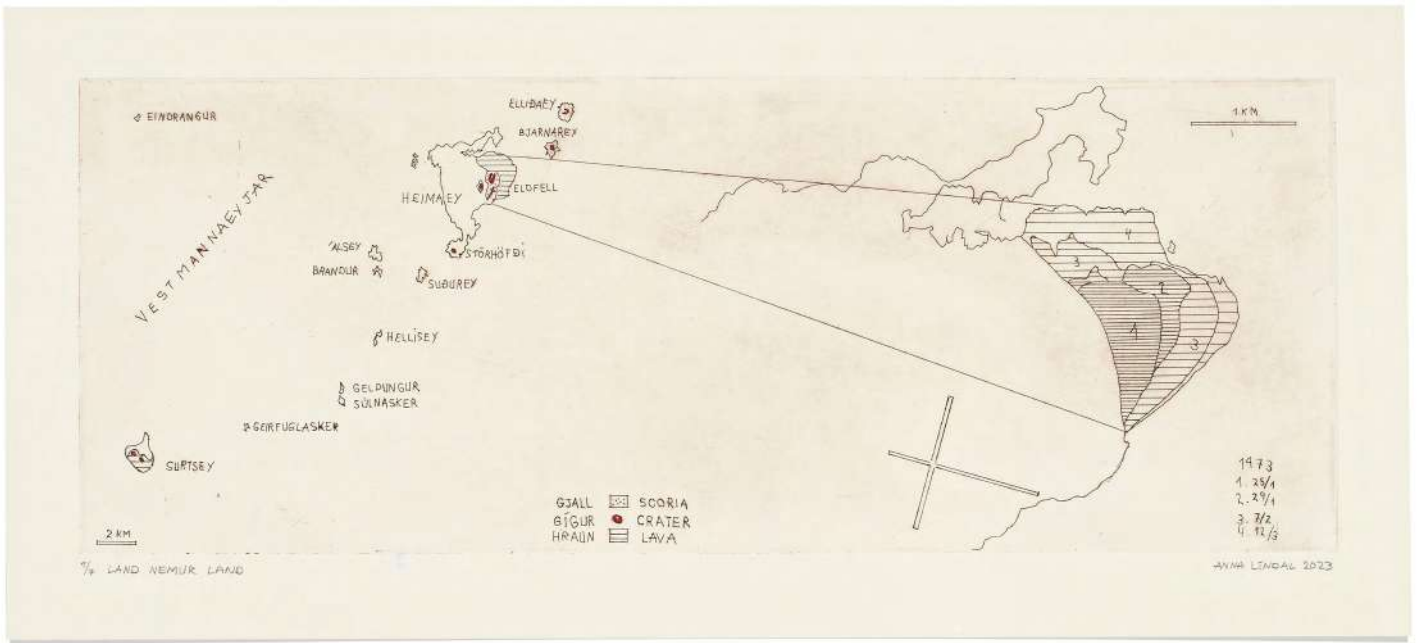 EINDRANGUR
ELLIÐAEY
BJARNAREY
1 KM
VESTMANNAEYJAR
HEIMAEY
ELDFELL
ÁLSEY
STÓRHÖFÐI
BRANDUR
SUÐUREY
HELLISEY
GELDUNGUR
SÚLNASKER
GEIRFUGLASKER
SURTSEY
2 KM
4
3
2
1
3
GJALL SCORIA
GÍGUR CRATER
HRAUN LAVA
1973
1. 25/1
2. 29/1
3. 7/2
4. 12/3
LAND NEMUR LAND
ANNA LINDAL 2023